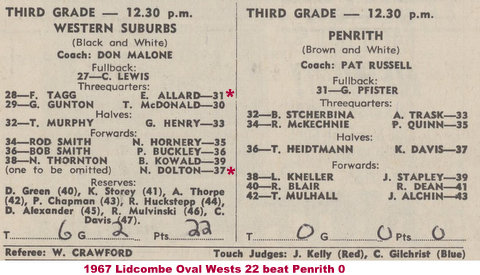 THIRD GRADE — 12.30 p.m.
WESTERN SUBURBS
(Black and White)
Coach: DON MALONE
Fullback:
27—C. LEWIS
Threequarters:
28—F. TAGG E. ALLARD—31*
29—G. GUNTON T. McDONALD—30
Halves:
32—T. MURPHY G. HENRY—33
Forwards:
34—ROD SMITH N. HORNERY—35
36—BOB SMITH P. BUCKLEY—36
38—N. THORNTON B. KOWALD—39
(one to be omitted) N. DOLTON—37*
Reserves:
D. Green (40), K. Storey (41), A. Thorpe
(42), P. Chapman (43), R. Huckstepp (44),
D. Alexander (45), R. Mulvinski (46), C.
Davis (47).
T 6 G 2 Pts 22
THIRD GRADE — 12.30 p.m.
PENRITH
(Brown and White)
Coach: PAT RUSSELL
Fullback:
31—G. PFISTER
Threequarters:
32—B. STCHERBINA A. TRASK—33
34—R. McKECHNIE P. QUINN—35
Halves:
36—T. HEIDTMANN K. DAVIS—37
Forwards:
38—L. KNELLER J. STAPLEY—39
40—R. BLAIR R. DEAN—41
42—T. MULHALL J. ALCHIN—43
T 0 G 0 Pts 0
Referee: W. CRAWFORD Touch Judges: J. Kelly (Red), C. Gilchrist (Blue)
1967 Lidcombe Oval Wests 22 beat Penrith 0